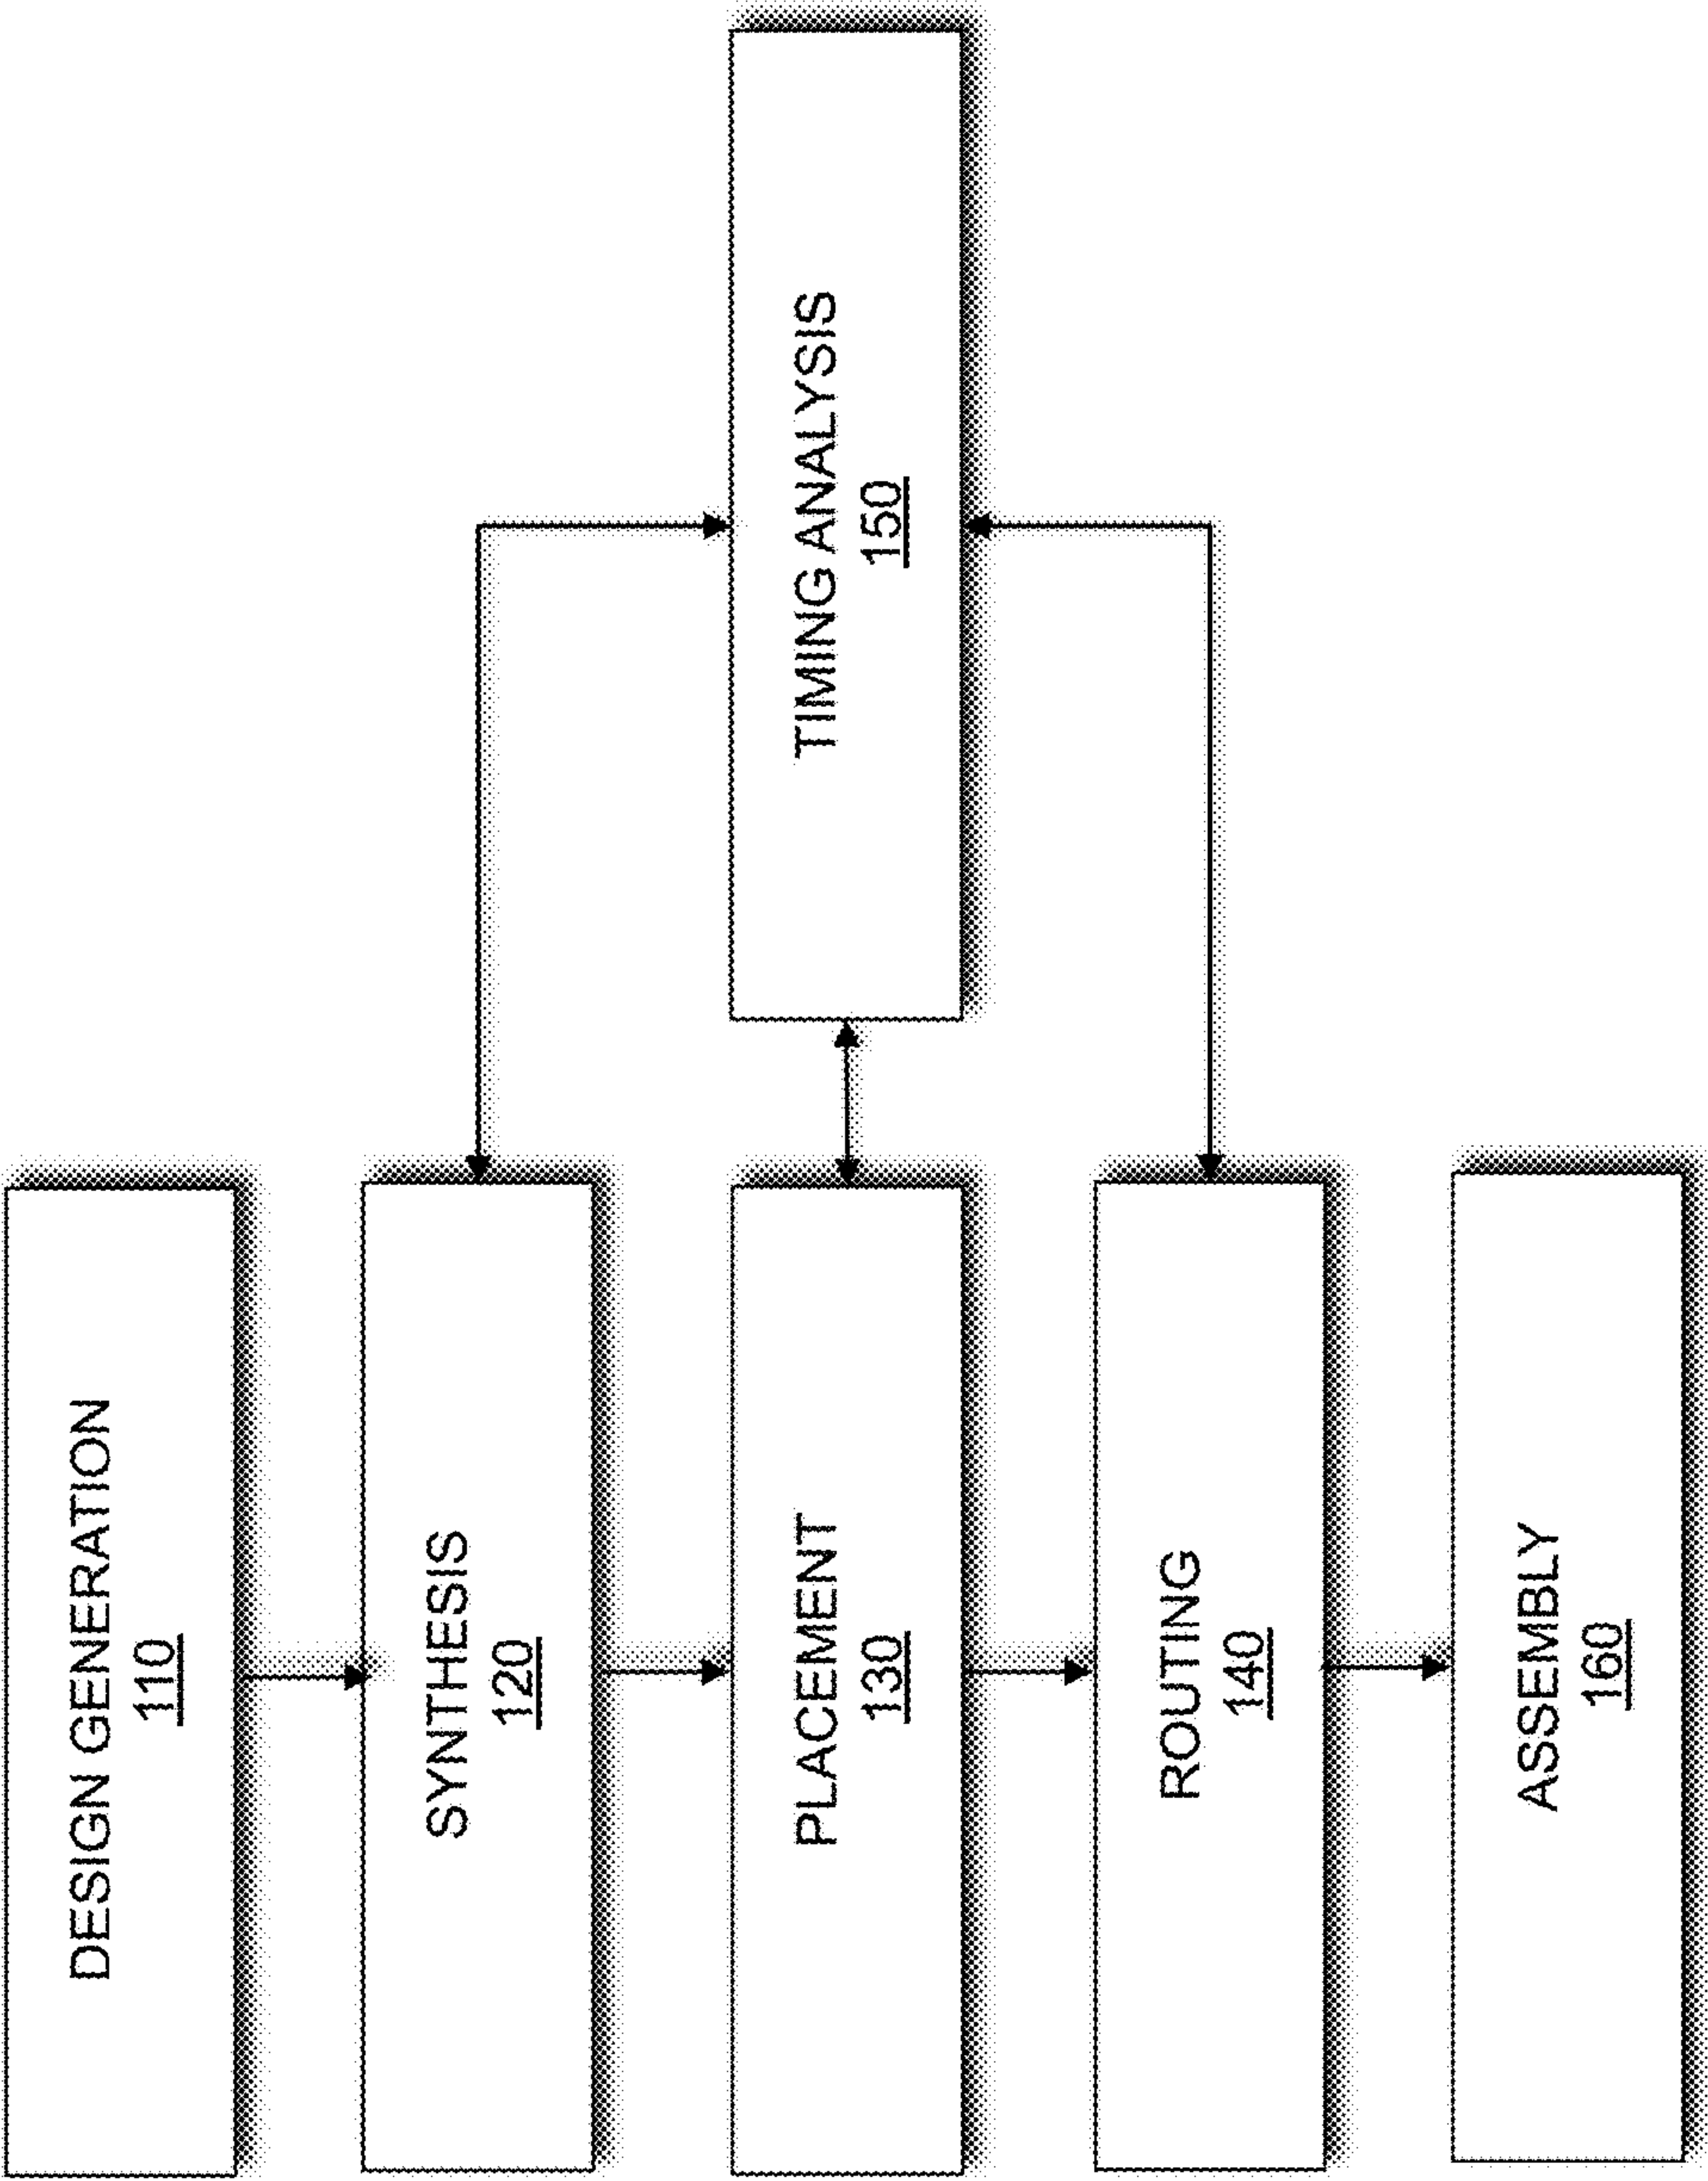 DESIGN GENERATION
110
SYNTHESIS
120
PLACEMENT
130
TIMING ANALYSIS
150
ROUTING
140
ASSEMBLY
160